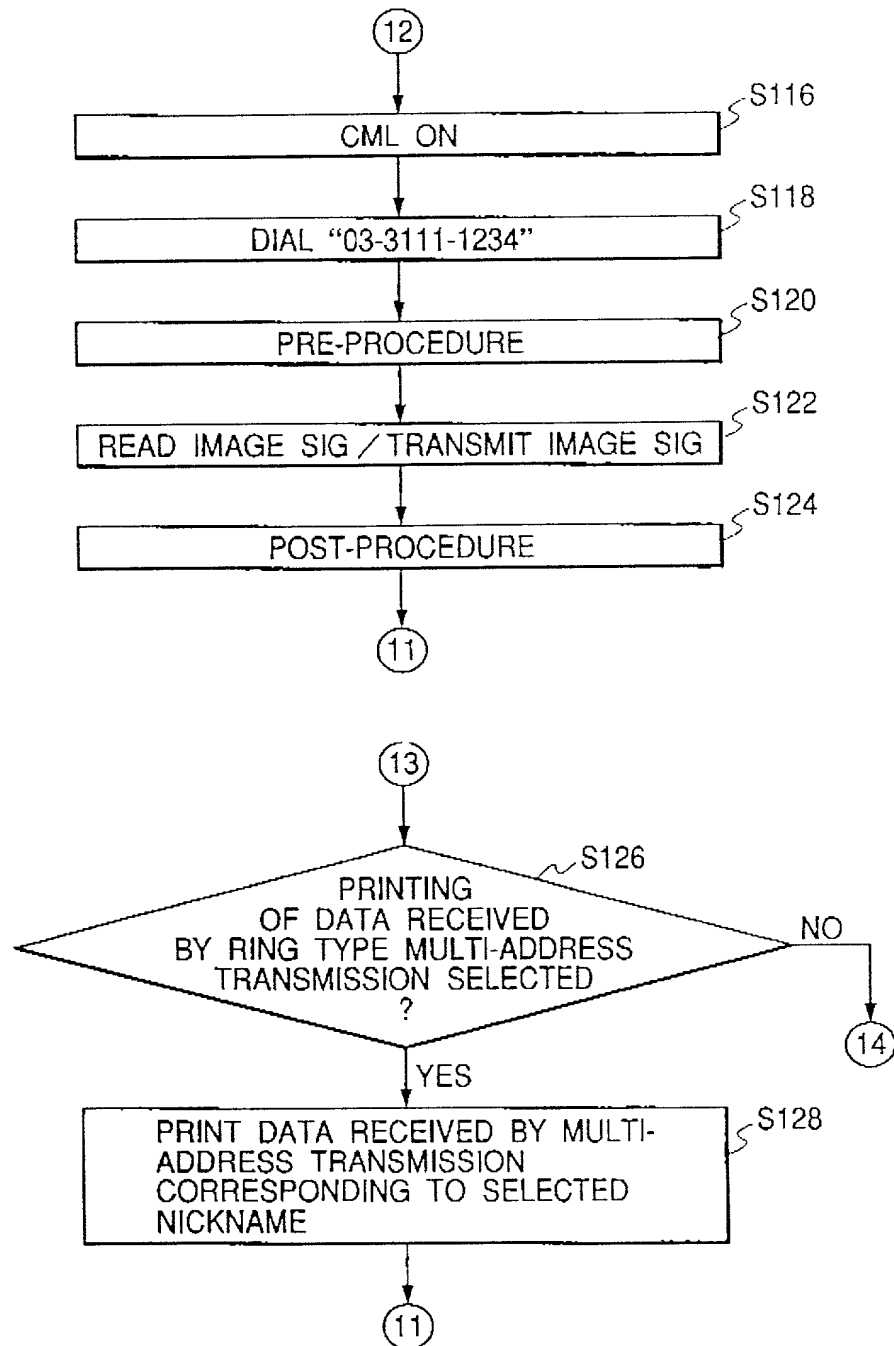 12
S116
CML ON
S118
DIAL “03-3111-1234”
S120
PRE-PROCEDURE
S122
READ IMAGE SIG / TRANSMIT IMAGE SIG
S124
POST-PROCEDURE
11
13
S126
PRINTING
OF DATA RECEIVED
BY RING TYPE MULTI-ADDRESS
TRANSMISSION SELECTED
?
NO
14
YES
S128
PRINT DATA RECEIVED BY MULTI-
ADDRESS TRANSMISSION
CORRESPONDING TO SELECTED
NICKNAME
11